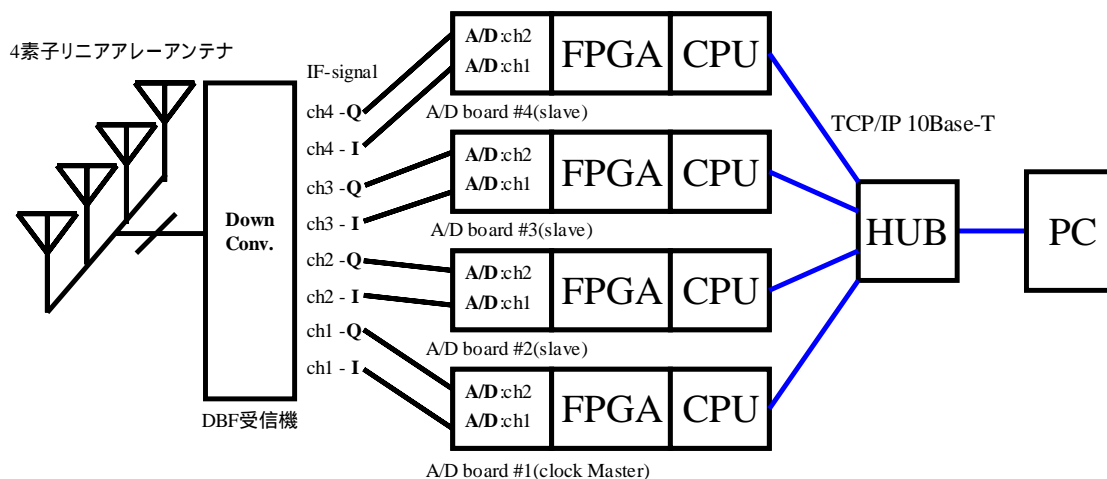 4素子リニアアレーアンテナ
Down
Conv.
DBF受信機
IF-signal
ch4 - Q
ch4 - I
ch3 - Q
ch3 - I
ch2 - Q
ch2 - I
ch1 - Q
ch1 - I
A/D:ch2
A/D:ch1
FPGA
CPU
A/D board #4(slave)
A/D:ch2
A/D:ch1
FPGA
CPU
A/D board #3(slave)
A/D:ch2
A/D:ch1
FPGA
CPU
A/D board #2(slave)
A/D:ch2
A/D:ch1
FPGA
CPU
A/D board #1(clock Master)
TCP/IP 10Base-T
HUB
PC